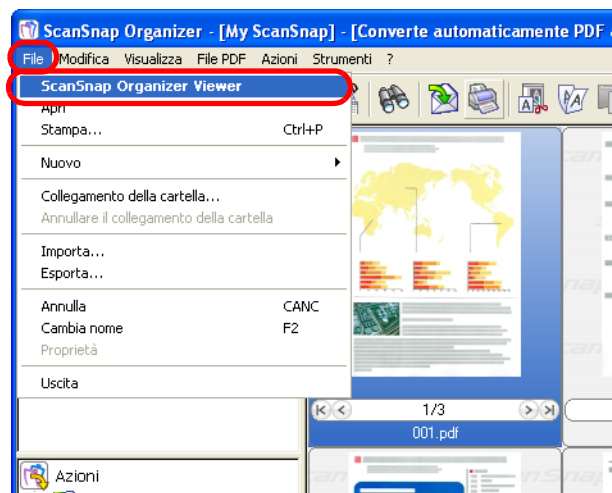 ScanSnap Organizer - [My ScanSnap] - [Converte automaticamente PDF
File Modifica Visualizza File PDF Azioni Strumenti ?
ScanSnap Organizer Viewer
Apri
Stampa... Ctrl+P
Nuovo
Collegamento della cartella...
Annullare il collegamento della cartella
Importa...
Esporta...
Annulla CANC
Cambia nome F2
Proprietà
Uscita
1/3
001.pdf
Azioni